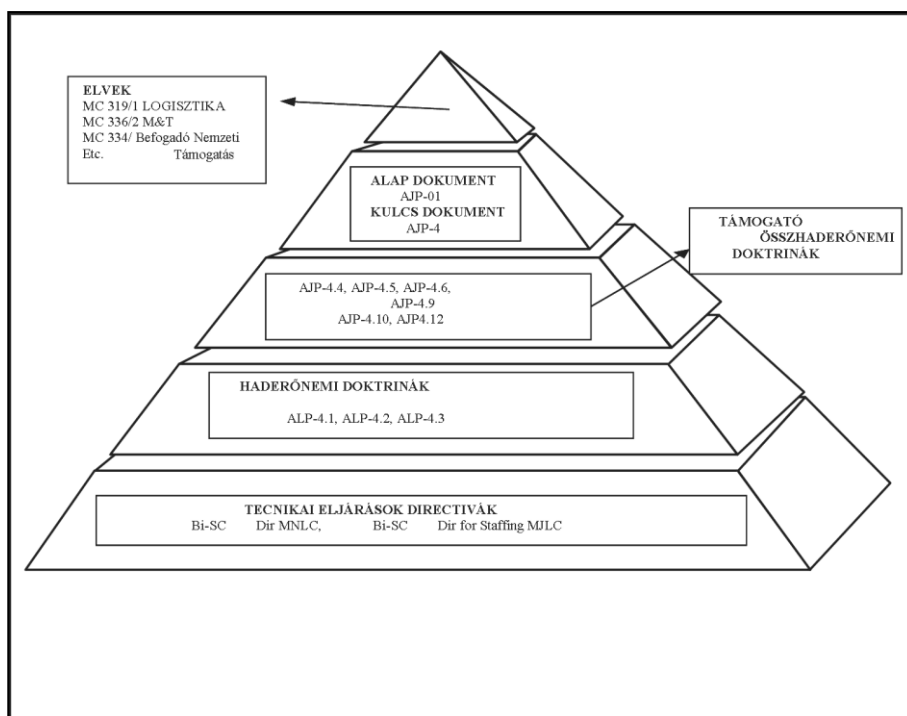 ELVEK
MC 319/1 LOGISZTIKA
MC 336/2 M&T
MC 334/ Befogadó Nemzeti
Etc. Támogatás
ALAP DOKUMENT
AJP-01
KULCS DOKUMENT
AJP-4
TÁMOGATÓ
ÖSSZHADERŐNEMI
DOKTRINÁK
AJP-4.4, AJP-4.5, AJP-4.6,
AJP-4.9
AJP-4.10, AJP4.12
HADERŐNEMI DOKTRINÁK
ALP-4.1, ALP-4.2, ALP-4.3
TECNIKAI ELJÁRÁSOK DIRECTIVÁK
Bi-SC Dir MNLC, Bi-SC Dir for Staffing MJLC